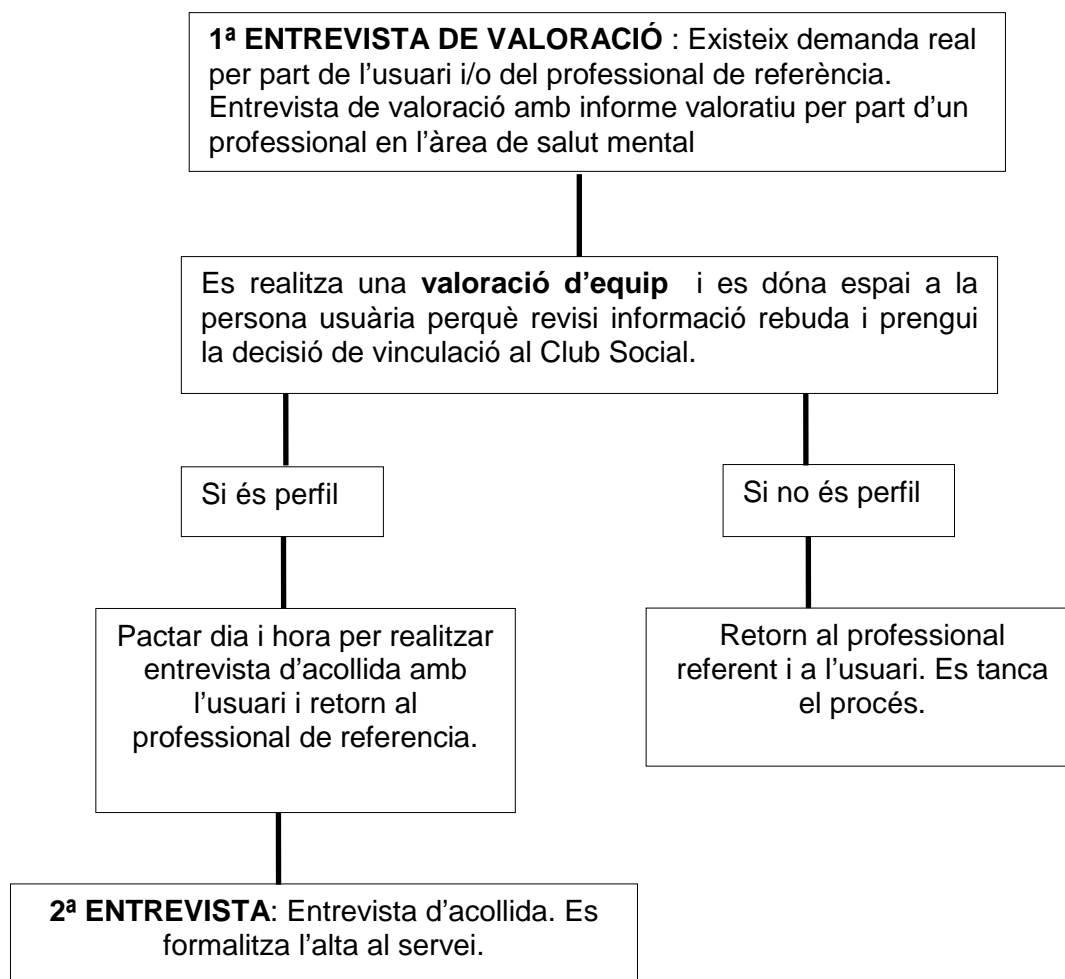 1ª ENTREVISTA DE VALORACIÓ : Existeix demanda real
per part de l’usuari i/o del professional de referència.
Entrevista de valoració amb informe valoratiu per part d’un
professional en l’àrea de salut mental
Es realitza una valoració d’equip i es dóna espai a la
persona usuària perquè revisi informació rebuda i prengui
la decisió de vinculació al Club Social.
Si és perfil
Si no és perfil
Pactar dia i hora per realitzar
entrevista d’acollida amb
l’usuari i retorn al
professional de referencia.
Retorn al professional
referent i a l’usuari. Es tanca
el procés.
2ª ENTREVISTA: Entrevista d’acollida. Es
formalitza l’alta al servei.